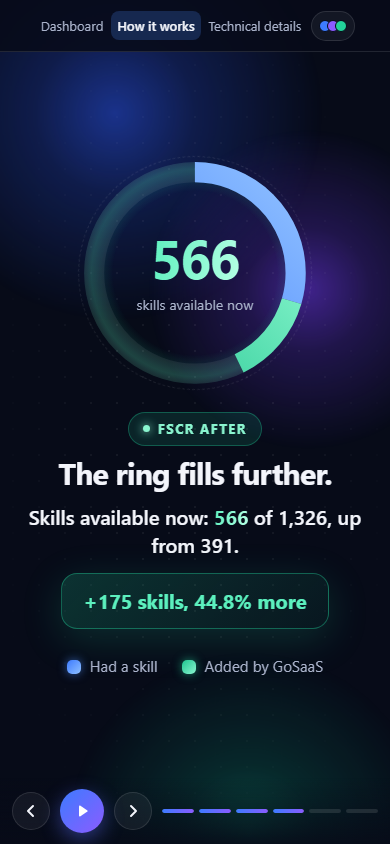 Dashboard How it works Technical details
566
skills available now
FSCR AFTER
The ring fills further.
Skills available now: 566 of 1,326, up
from 391.
+175 skills, 44.8% more
Had a skill Added by GoSaaS